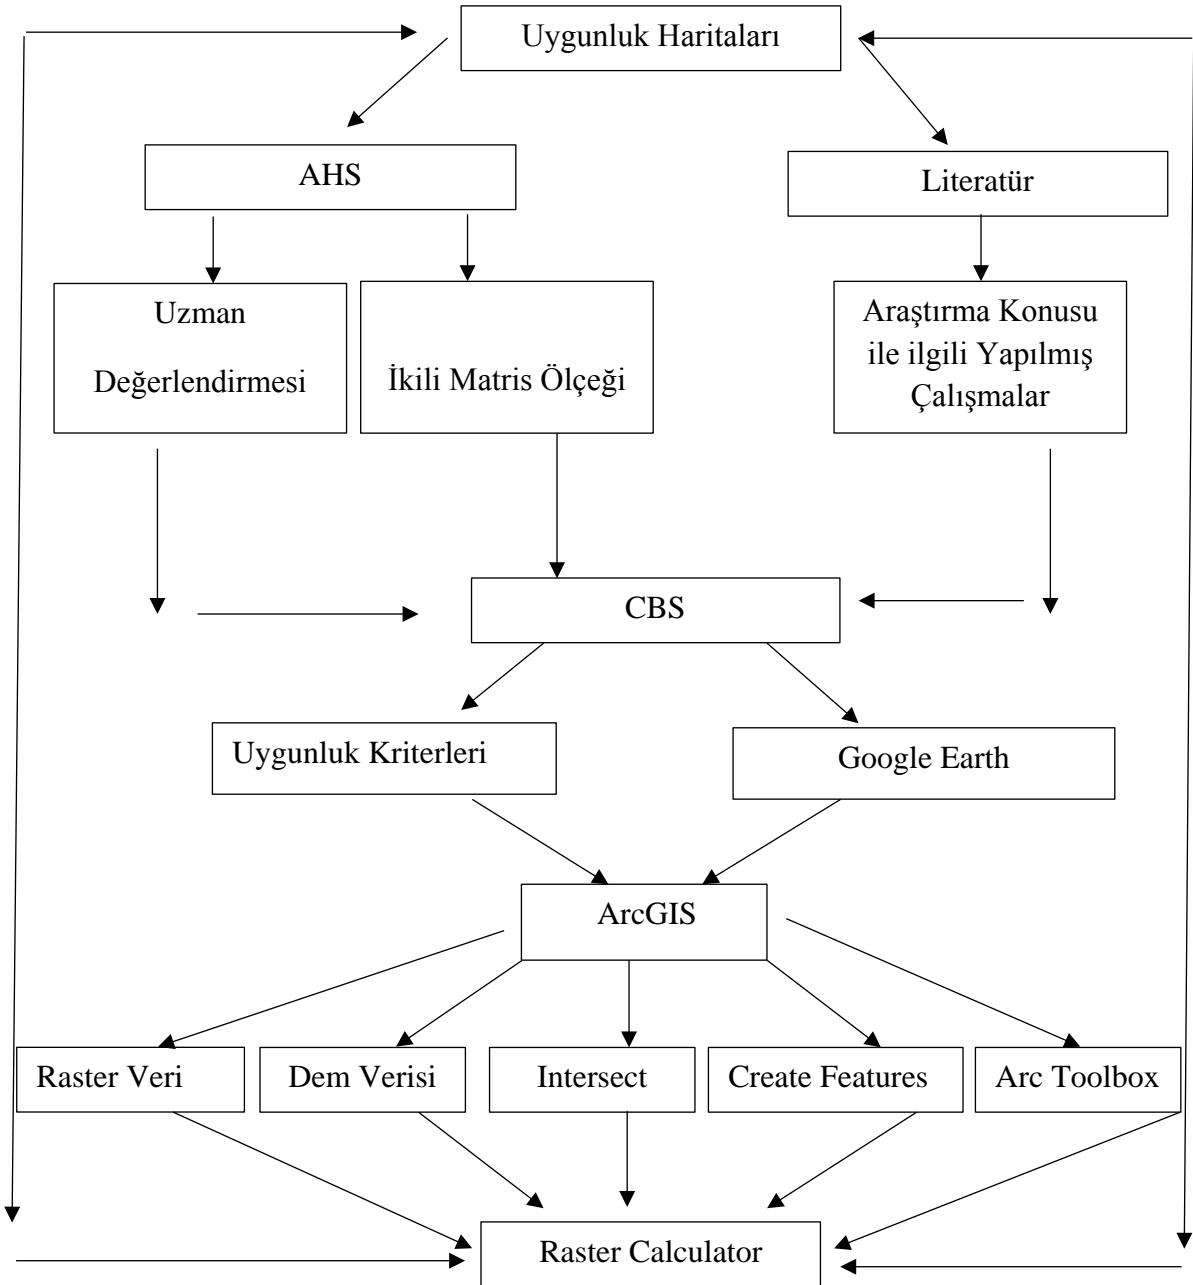 Uygunluk Haritaları
AHS
Literatür
Uzman
Değerlendirmesi
İkili Matris Ölçeği
Araştırma Konusu
ile ilgili Yapılmış
Çalışmalar
CBS
Uygunluk Kriterleri
Google Earth
ArcGIS
Raster Veri
Dem Verisi
Intersect
Create Features
Arc Toolbox
Raster Calculator